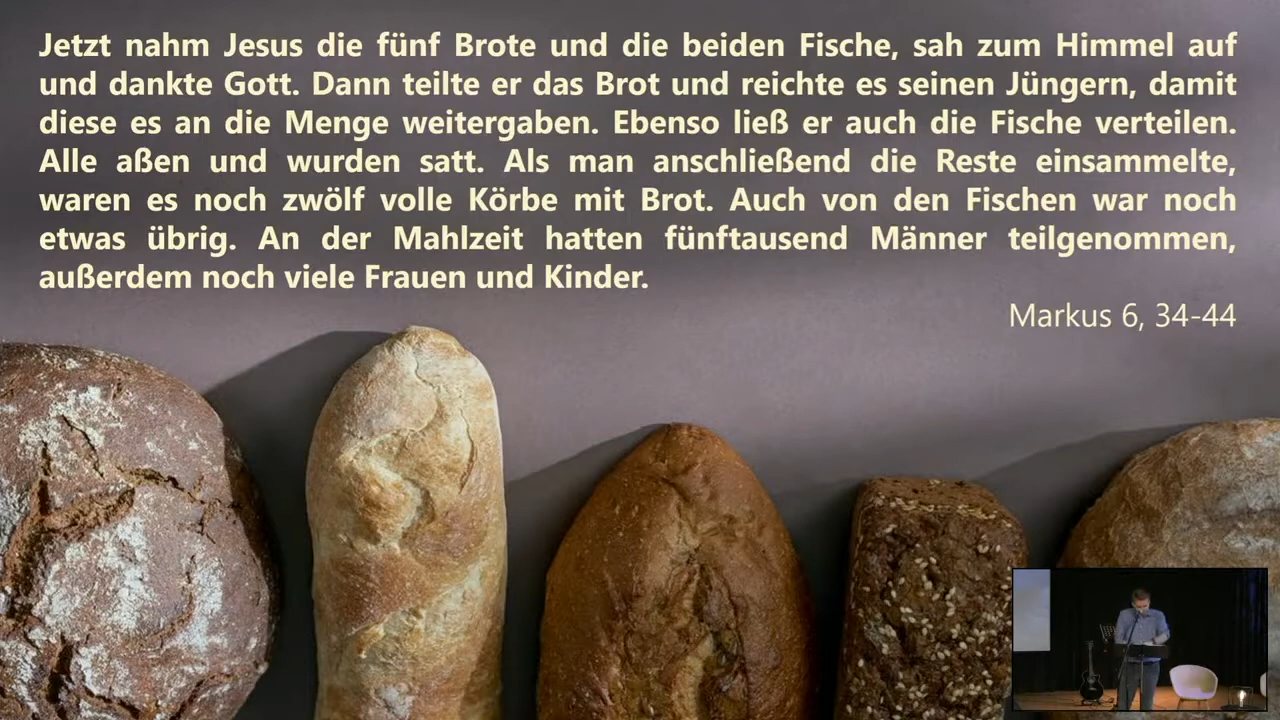 Jetzt nahm Jesus die fünf Brote und die beiden Fische, sah zum Himmel auf
und dankte Gott. Dann teilte er das Brot und reichte es seinen Jüngern, damit
diese es an die Menge weitergaben. Ebenso ließ er auch die Fische verteilen.
Alle aßen und wurden satt. Als man anschließend die Reste einsammelte,
waren es noch zwölf volle Körbe mit Brot. Auch von den Fischen war noch
etwas übrig. An der Mahlzeit hatten fünftausend Männer teilgenommen,
außerdem noch viele Frauen und Kinder.
Markus 6, 34-44